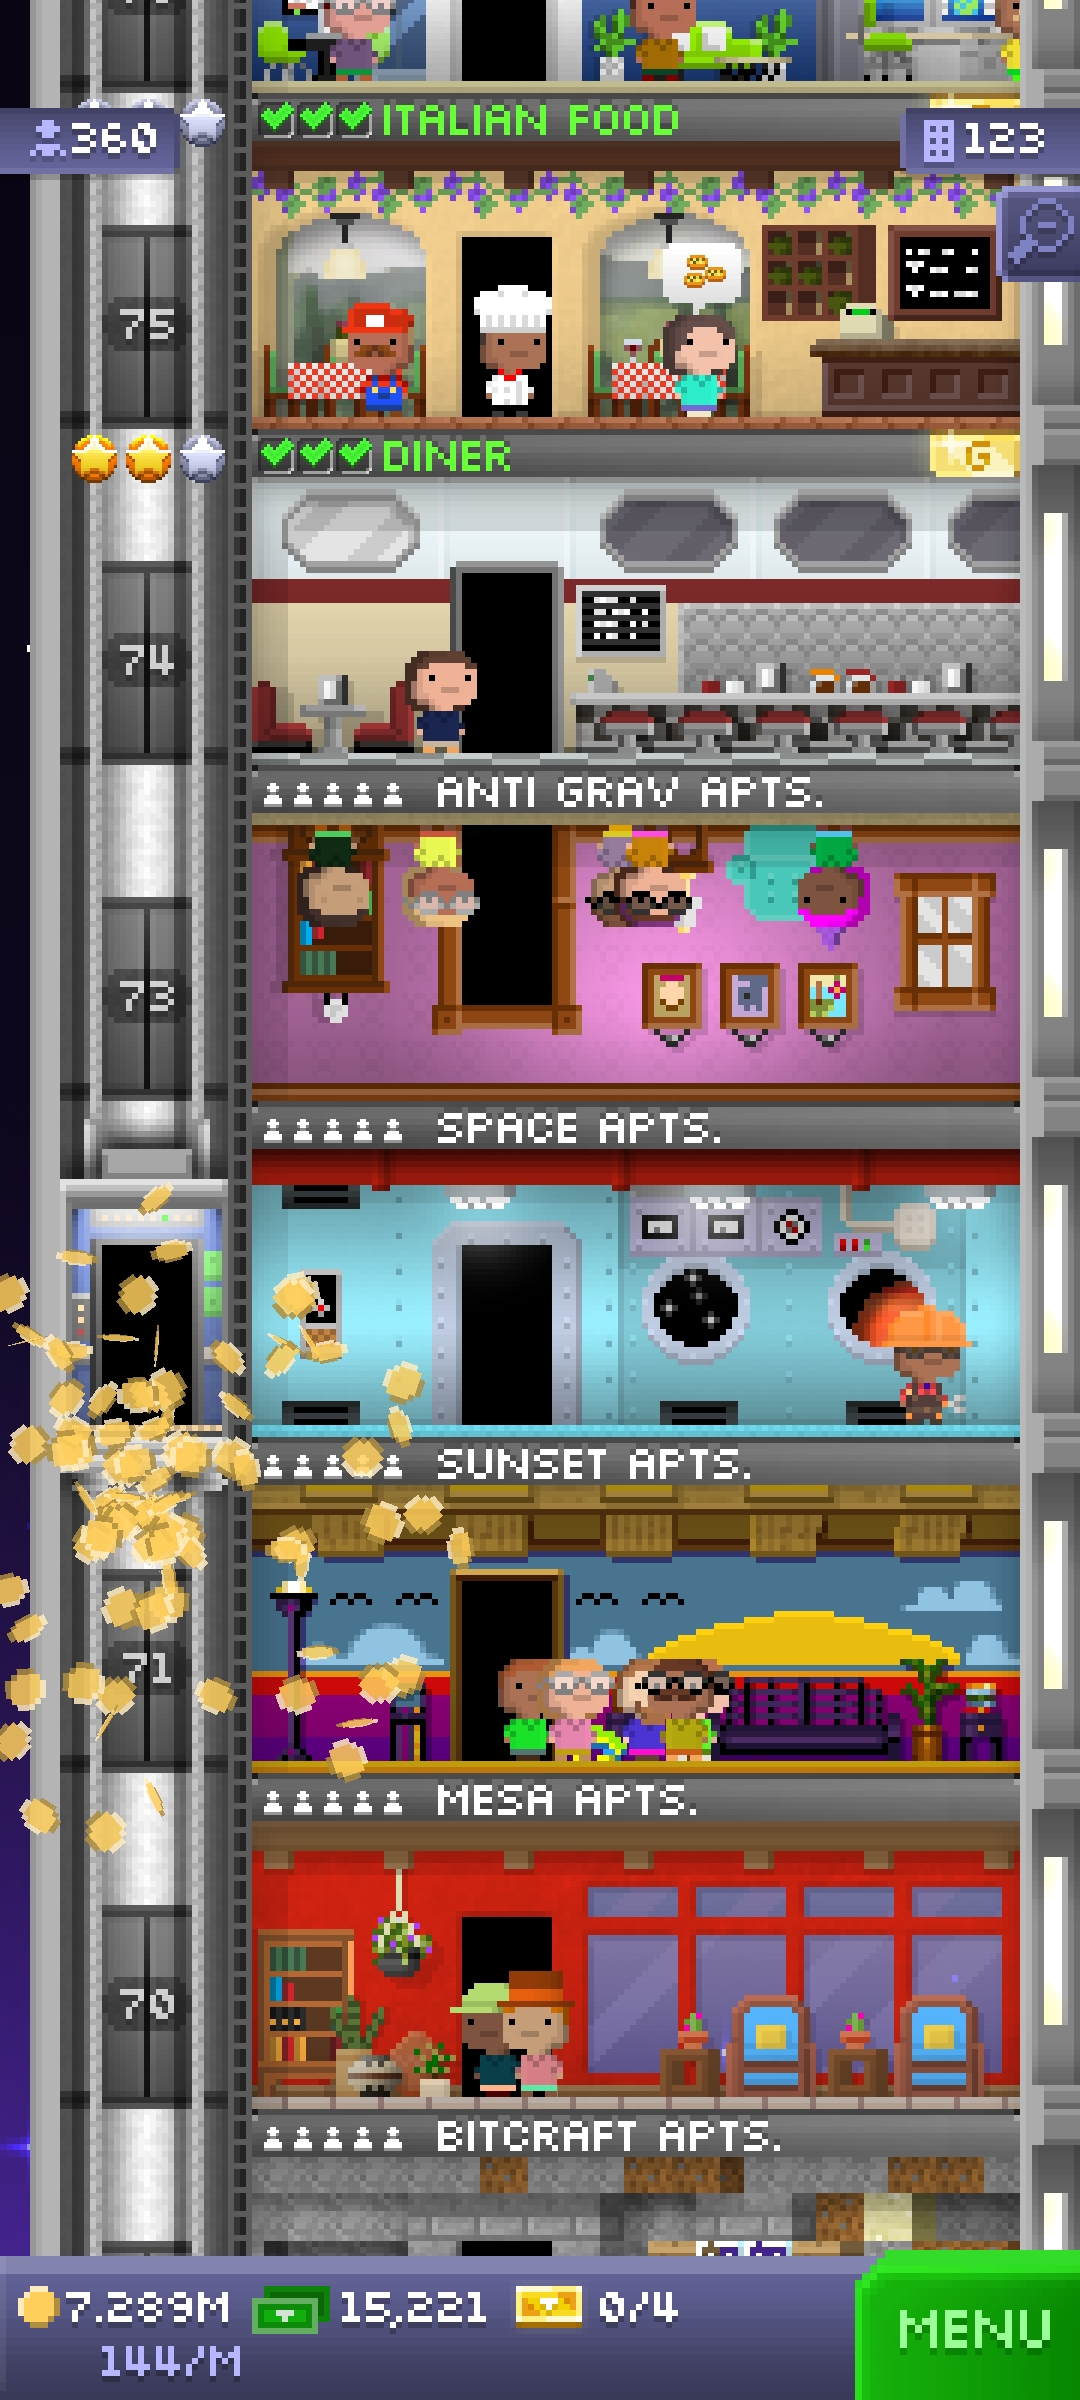 ITALIAN FOOD
360
123
75
DINER
G
74
ANTI GRAV APTS.
73
SPACE APTS.
SUNSET APTS.
71
MESA APTS.
70
BITCRAFT APTS.
7.289M 15,221 0/4
144/M
MENU